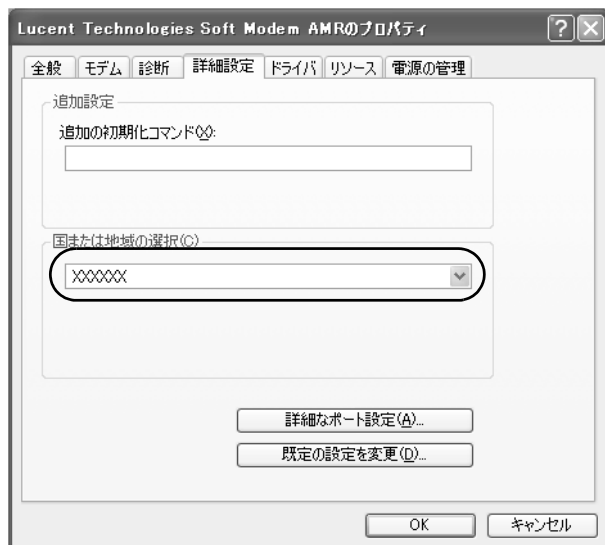 Lucent Technologies Soft Modem AMRのプロパティ
全般 モデム 診断 詳細設定 ドライバ リソース 電源の管理
追加設定
追加の初期化コマンド(X):
国または地域の選択(C)
XXXXXX
詳細なポート設定(A)...
既定の設定を変更(D)...
OK キャンセル